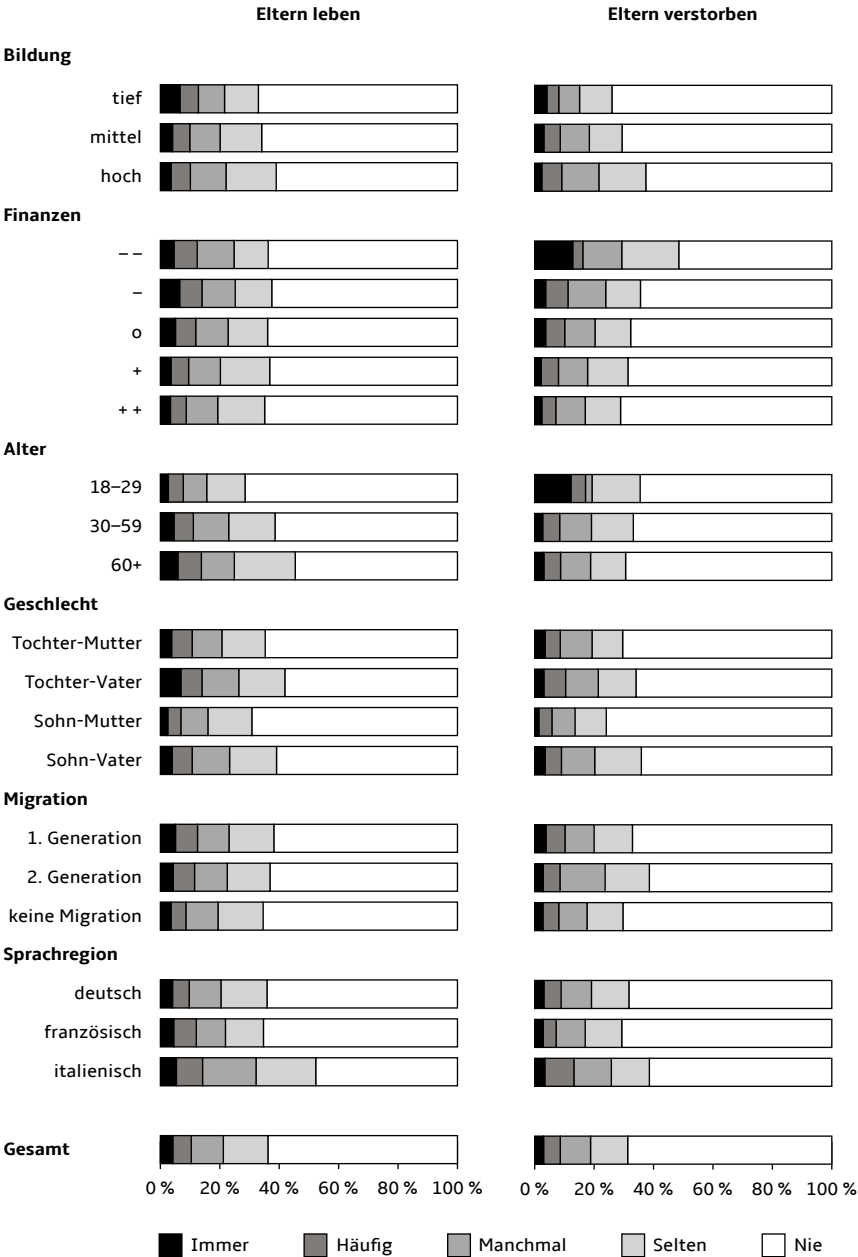 Eltern leben Eltern verstorben
Bildung
tief
mittel
hoch
Finanzen
– –
–
o
+
+ +
Alter
18–29
30–59
60+
Geschlecht
Tochter-Mutter
Tochter-Vater
Sohn-Mutter
Sohn-Vater
Migration
1. Generation
2. Generation
keine Migration
Sprachregion
deutsch
französisch
italienisch
Gesamt
0 % 20 % 40 % 60 % 80 % 100 % 0 % 20 % 40 % 60 % 80 % 100 %
Immer Häufig Manchmal Selten Nie